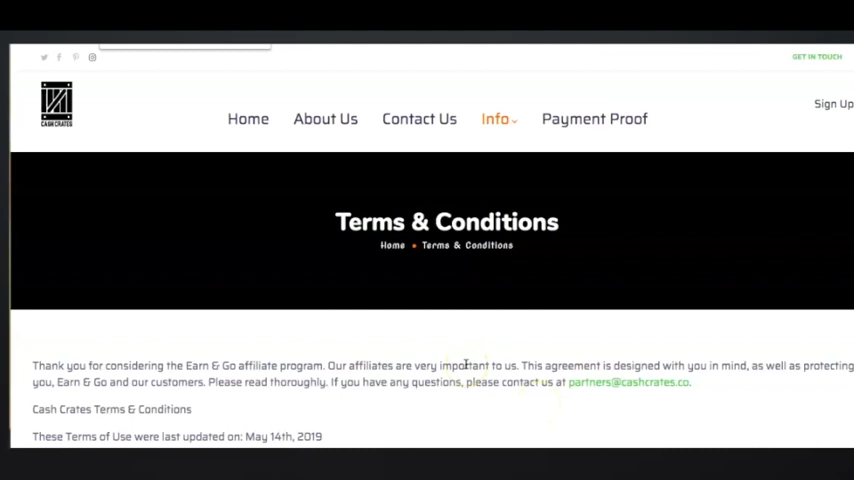 GET IN TOUCH
CASH CRATES
Home About Us Contact Us Info Payment Proof Sign Up
Terms & Conditions
Home • Terms & Conditions
Thank you for considering the Earn & Go affiliate program. Our affiliates are very important to us. This agreement is designed with you in mind, as well as protecting
you, Earn & Go and our customers. Please read thoroughly. If you have any questions, please contact us at partners@cashcrates.co.
Cash Crates Terms & Conditions
These Terms of Use were last updated on: May 14th, 2019